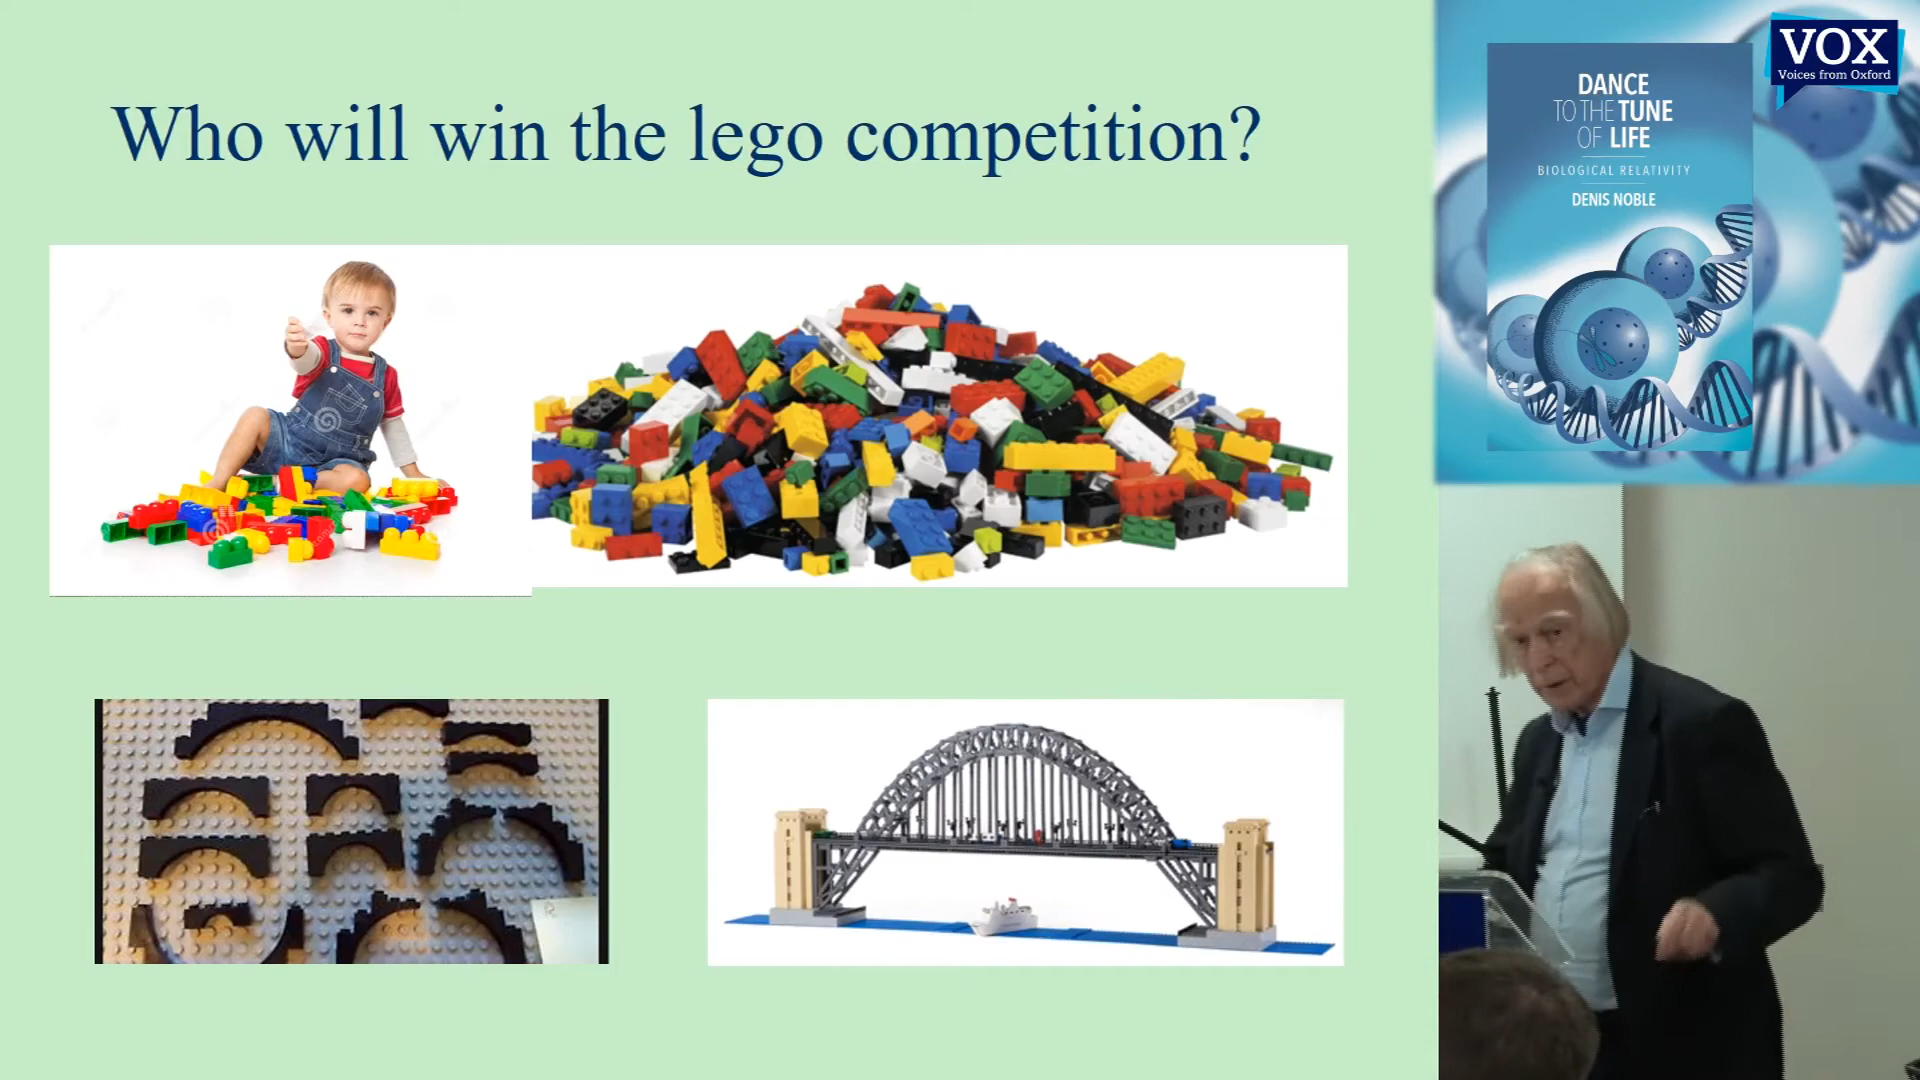 Who will win the lego competition?
VOX
Voices from Oxford
DANCE
TO THE TUNE
OF LIFE
BIOLOGICAL RELATIVITY
DENIS NOBLE